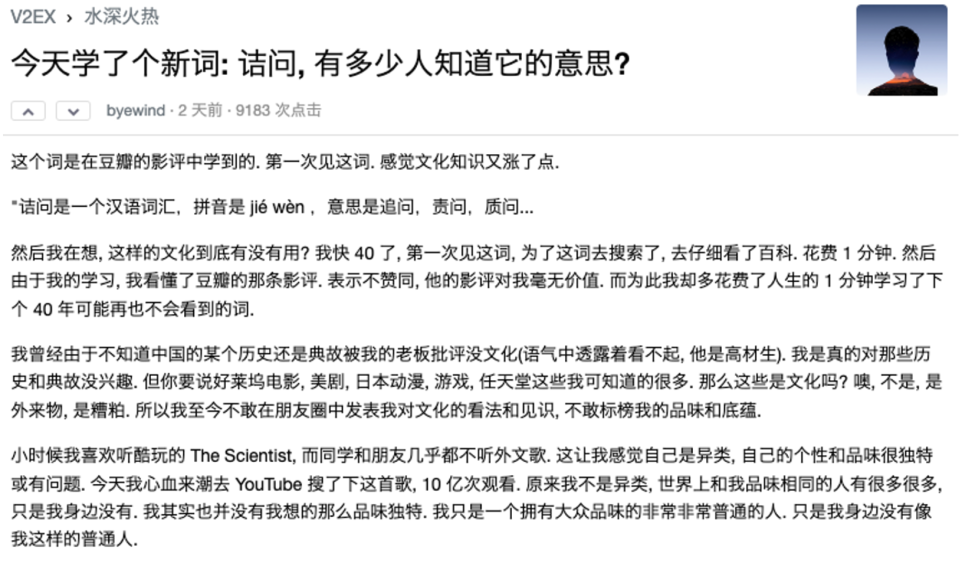 V2EX › 水深火热
今天学了个新词: 诘问, 有多少人知道它的意思?
byewind · 2 天前 · 9183 次点击
这个词是在豆瓣的影评中学到的. 第一次见这词. 感觉文化知识又涨了点.
"诘问是一个汉语词汇，拼音是 jié wèn ，意思是追问，责问，质问...
然后我在想, 这样的文化到底有没有用? 我快 40 了, 第一次见这词, 为了这词去搜索了, 去仔细看了百科. 花费 1 分钟. 然后
由于我的学习, 我看懂了豆瓣的那条影评. 表示不赞同, 他的影评对我毫无价值. 而为此我却多花费了人生的 1 分钟学习了下
个 40 年可能再也不会看到的词.
我曾经由于不知道中国的某个历史还是典故被我的老板批评没文化(语气中透露着看不起, 他是高材生). 我是真的对那些历
史和典故没兴趣. 但你要说好莱坞电影, 美剧, 日本动漫, 游戏, 任天堂这些我可知道的很多. 那么这些是文化吗? 噢, 不是, 是
外来物, 是糟粕. 所以我至今不敢在朋友圈中发表我对文化的看法和见识, 不敢标榜我的品味和底蕴.
小时候我喜欢听酷玩的 The Scientist, 而同学和朋友几乎都不听外文歌. 这让我感觉自己是异类, 自己的个性和品味很独特
或有问题. 今天我心血来潮去 YouTube 搜了下这首歌, 10 亿次观看. 原来我不是异类, 世界上和我品味相同的人有很多很多,
只是我身边没有. 我其实也并没有我想的那么品味独特. 我只是一个拥有大众品味的非常非常普通的人. 只是我身边没有像
我这样的普通人.